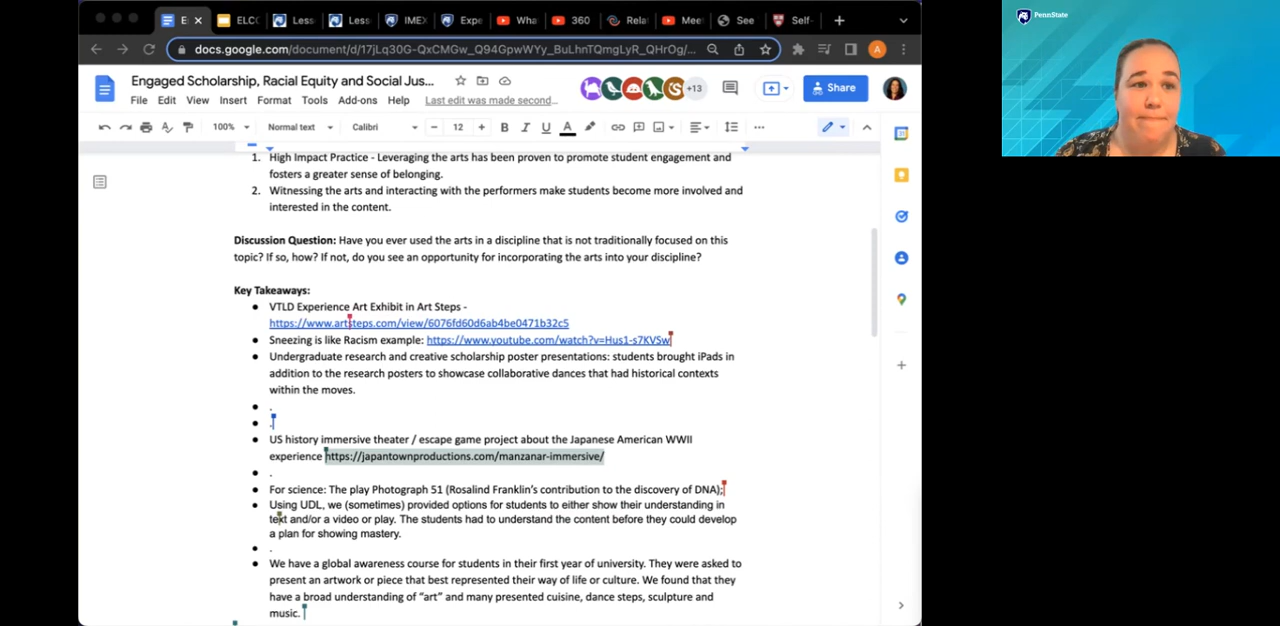 E
ELC
Less
Less
IMEX
Expe
Wha
360
Rela
Mee
See
Self-
docs.google.com/document/d/17jLq30G-QxCMGw_Q94GpwWYy_BuLhnTQmgLyR_QHrOg/...
A
Engaged Scholarship, Racial Equity and Social Jus...
+13
Share
File Edit View Insert Format Tools Add-ons Help Last edit was made second...
100% Normal text Calibri - 12 + B I U A
1. High Impact Practice - Leveraging the arts has been proven to promote student engagement and
fosters a greater sense of belonging.
2. Witnessing the arts and interacting with the performers make students become more involved and
interested in the content.
Discussion Question: Have you ever used the arts in a discipline that is not traditionally focused on this
topic? If so, how? If not, do you see an opportunity for incorporating the arts into your discipline?
Key Takeaways:
● VTLD Experience Art Exhibit in Art Steps -
https://www.artsteps.com/view/6076fd60d6ab4be0471b32c5
● Sneezing is like Racism example: https://www.youtube.com/watch?v=Hus1-s7KVSw
● Undergraduate research and creative scholarship poster presentations: students brought iPads in
addition to the research posters to showcase collaborative dances that had historical contexts
within the moves.
● .
● .
● US history immersive theater / escape game project about the Japanese American WWII
experience https://japantownproductions.com/manzanar-immersive/
● .
● For science: The play Photograph 51 (Rosalind Franklin's contribution to the discovery of DNA);
● Using UDL, we (sometimes) provided options for students to either show their understanding in
text and/or a video or play. The students had to understand the content before they could develop
a plan for showing mastery.
● .
● We have a global awareness course for students in their first year of university. They were asked to
present an artwork or piece that best represented their way of life or culture. We found that they
have a broad understanding of "art" and many presented cuisine, dance steps, sculpture and
music.
PennState